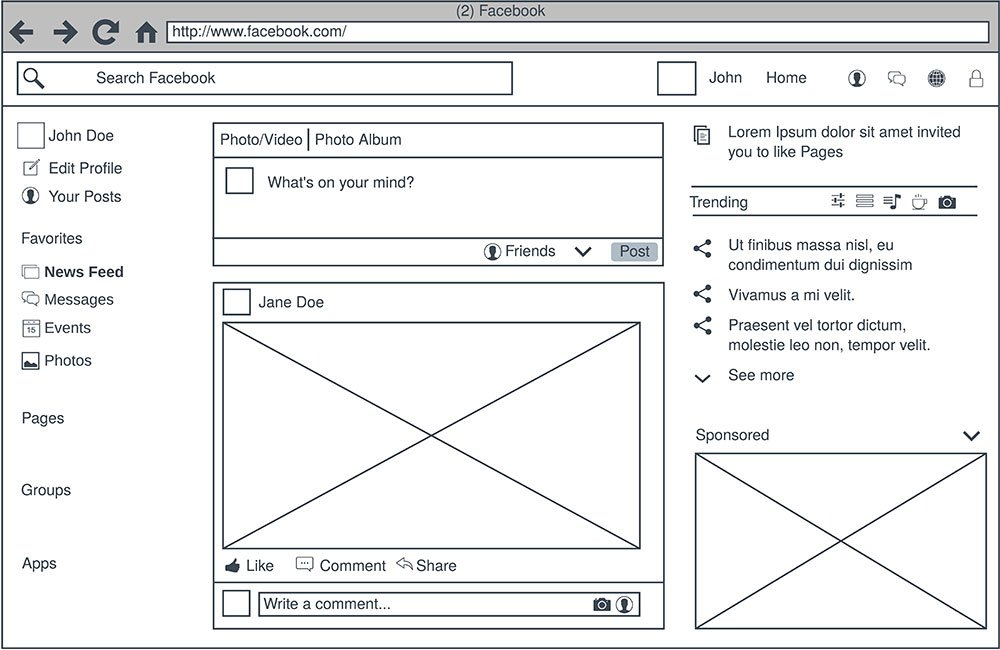 (2) Facebook
http://www.facebook.com/
Search Facebook
John
Home
John Doe
Edit Profile
Your Posts
Favorites
News Feed
Messages
15
Events
Photos
Pages
Groups
Apps
Photo/Video
Photo Album
What's on your mind?
Friends
Post
Jane Doe
Like
Comment
Share
Write a comment...
Lorem Ipsum dolor sit amet invited
you to like Pages
Trending
Ut finibus massa nisl, eu
condimentum dui dignissim
Vivamus a mi velit.
Praesent vel tortor dictum,
molestie leo non, tempor velit.
See more
Sponsored